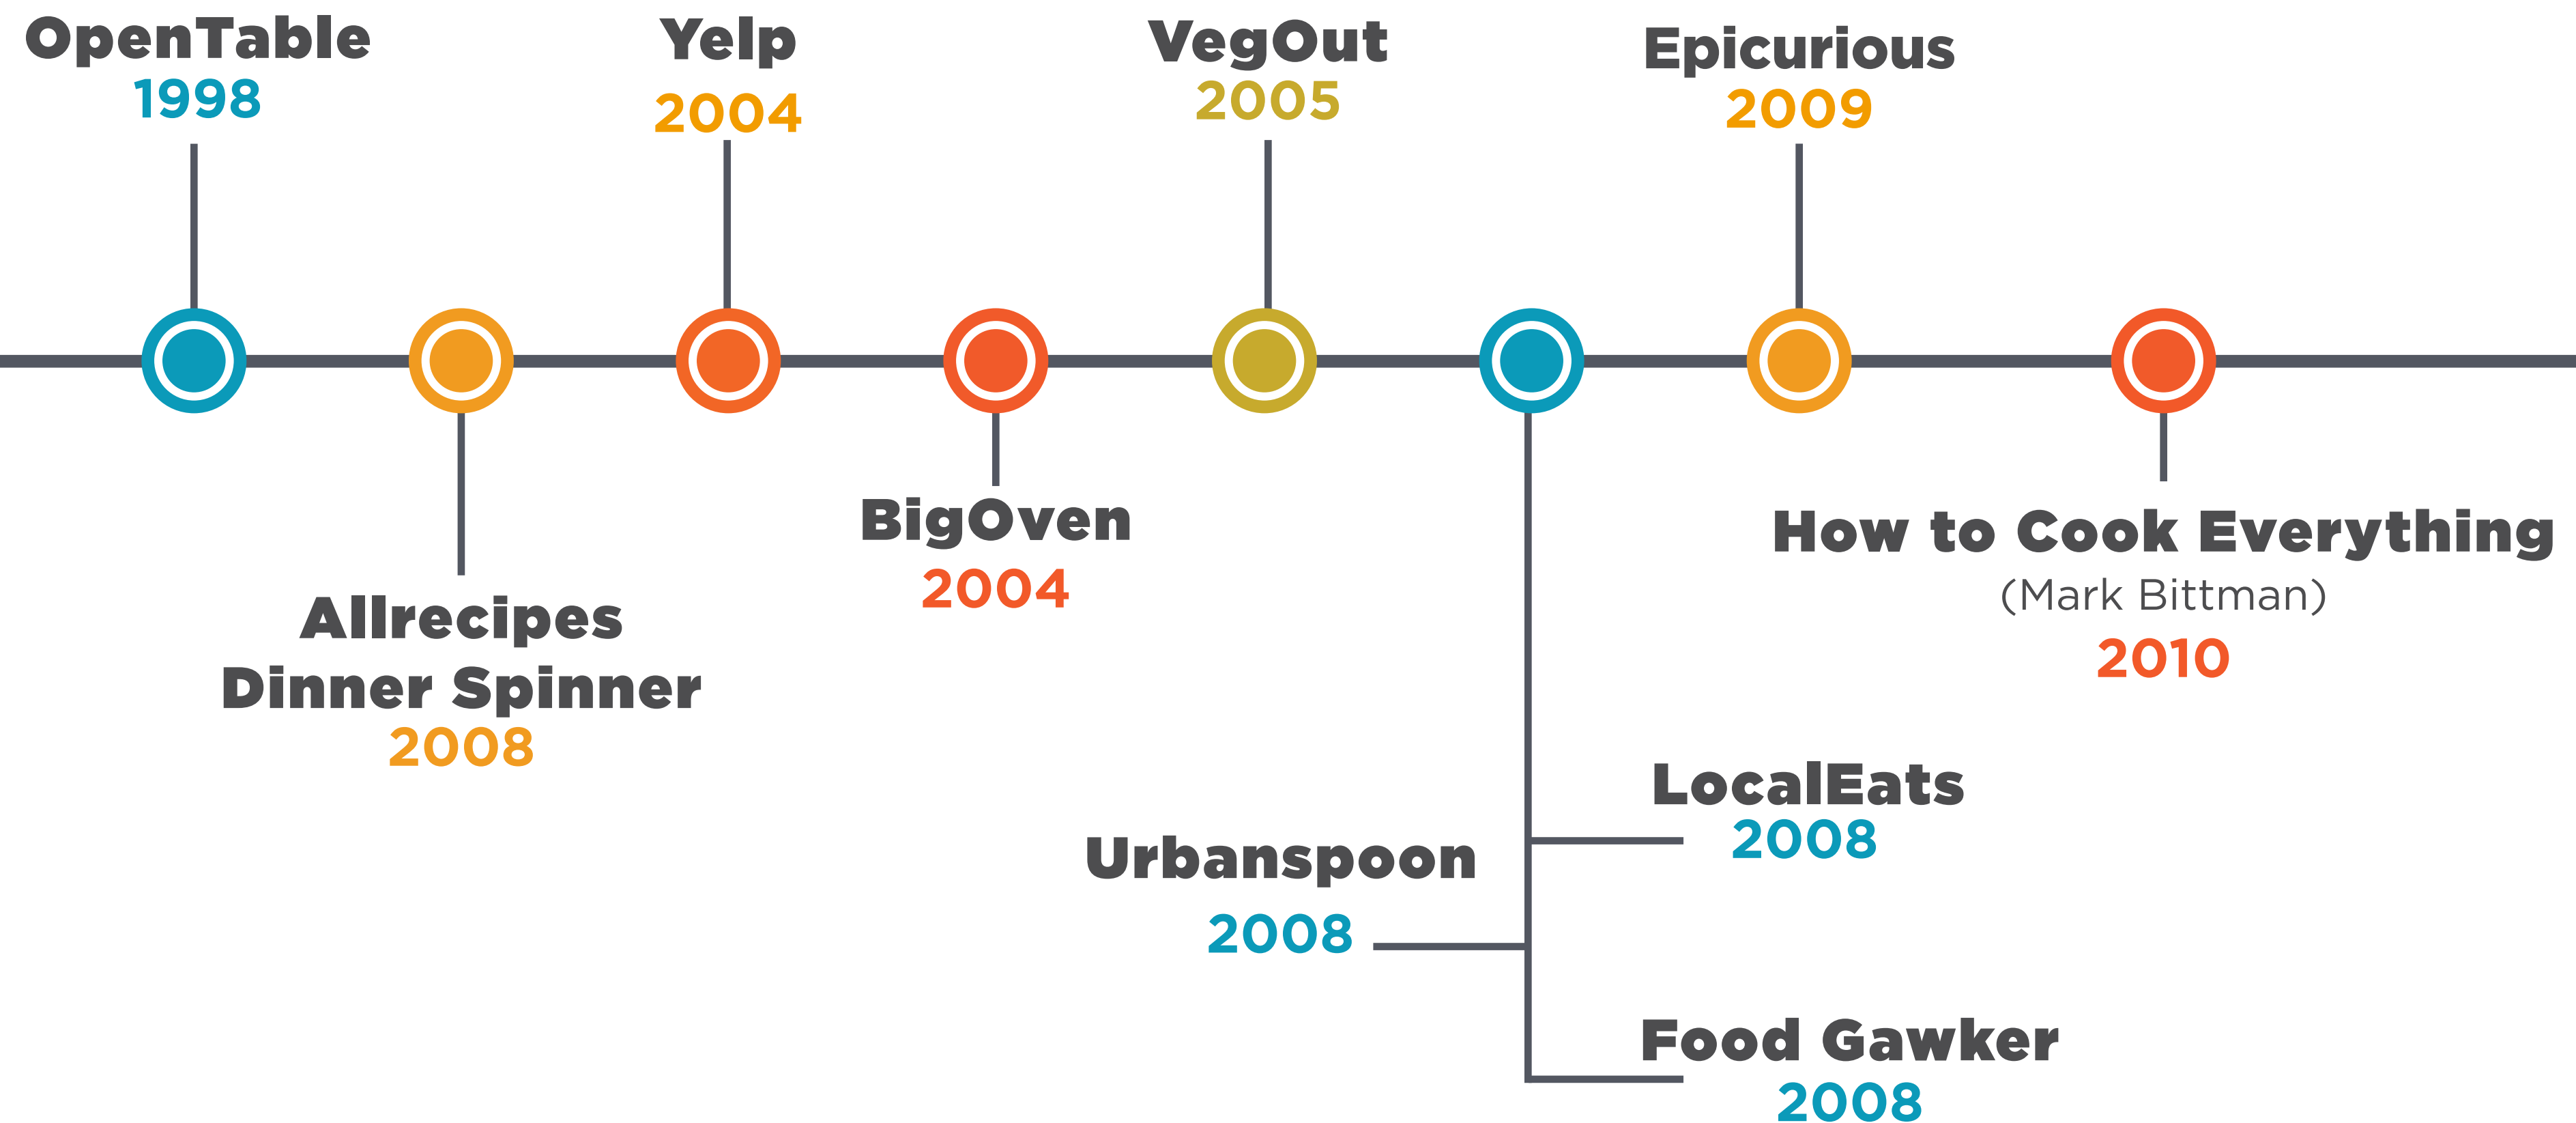 OpenTable
1998
Allrecipes
Dinner Spinner
2008
Yelp
2004
BigOven
2004
VegOut
2005
Urbanspoon
2008
LocalEats
2008
Food Gawker
2008
Epicurious
2009
How to Cook Everything
(Mark Bittman)
2010